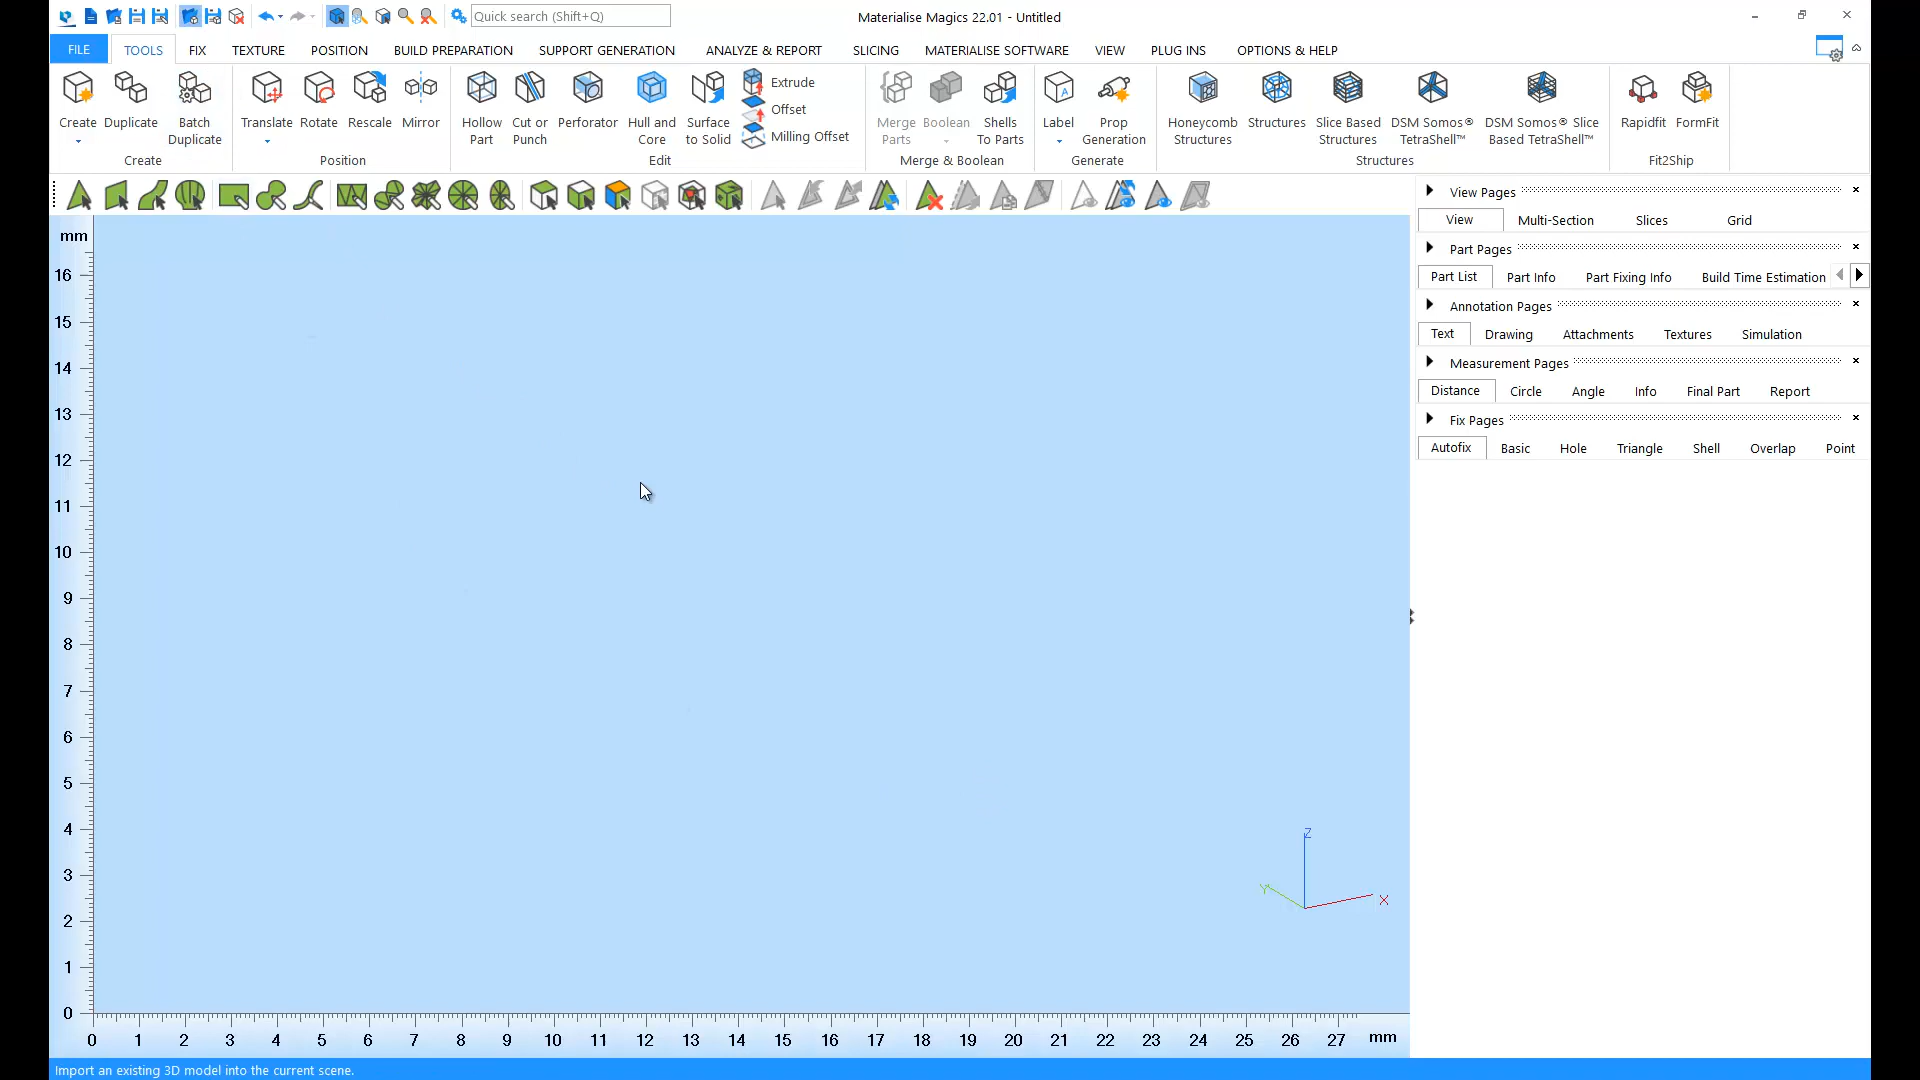 Quick search (Shift+Q)
Materialise Magics 22.01 - Untitled
FILE TOOLS FIX TEXTURE POSITION BUILD PREPARATION SUPPORT GENERATION ANALYZE & REPORT SLICING MATERIALISE SOFTWARE VIEW PLUG INS OPTIONS & HELP
Create Duplicate Batch Duplicate
Create
Translate Rotate Rescale Mirror
Position
Hollow Part Cut or Punch Perforator Hull and Core Surface to Solid
Extrude
Offset
Milling Offset
Edit
Merge Parts Boolean Shells To Parts
Merge & Boolean
Label Prop Generation
Generate
Honeycomb Structures Structures Slice Based Structures DSM Somos® TetraShell™ DSM Somos® Slice Based TetraShell™
Structures
Rapidfit FormFit
Fit2Ship
View Pages
View Multi-Section Slices Grid
Part Pages
Part List Part Info Part Fixing Info Build Time Estimation
Annotation Pages
Text Drawing Attachments Textures Simulation
Measurement Pages
Distance Circle Angle Info Final Part Report
Fix Pages
Autofix Basic Hole Triangle Shell Overlap Point
mm
16
15
14
13
12
11
10
9
8
7
6
5
4
3
2
1
0
Z
Y
X
0 1 2 3 4 5 6 7 8 9 10 11 12 13 14 15 16 17 18 19 20 21 22 23 24 25 26 27 mm
Import an existing 3D model into the current scene.